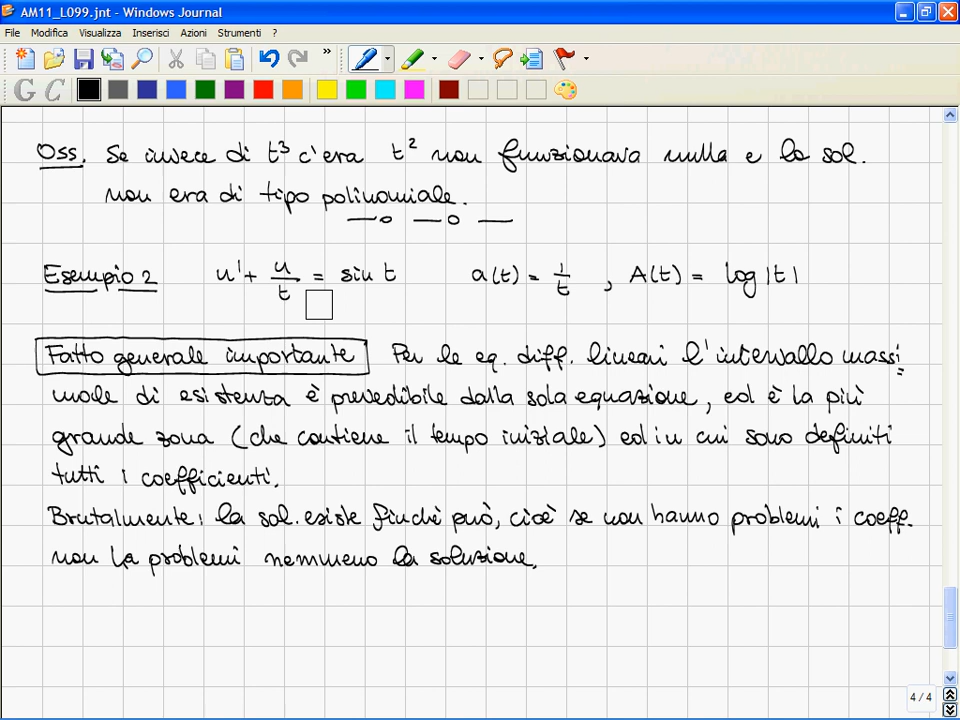 AM11_L099.jnt - Windows Journal
File Modifica Visualizza Inserisci Azioni Strumenti ?
Oss. Se invece di t³ c'era t² non funzionava nulla e la sol.
non era di tipo polinomiale.
Esempio 2 u' + u/t = sin t a(t) = 1/t , A(t) = log |t|
Fatto generale importante Per le eq. diff. lineari l'intervallo massi
male di esistenza è prevedibile dalla sola equazione, ed è la più
grande zona (che contiene il tempo iniziale) ed in cui sono definiti
tutti i coefficienti.
Brutalmente: la sol. esiste finché può, cioè se non hanno problemi i coeff.
non ha problemi nemmeno la soluzione.
4 / 4